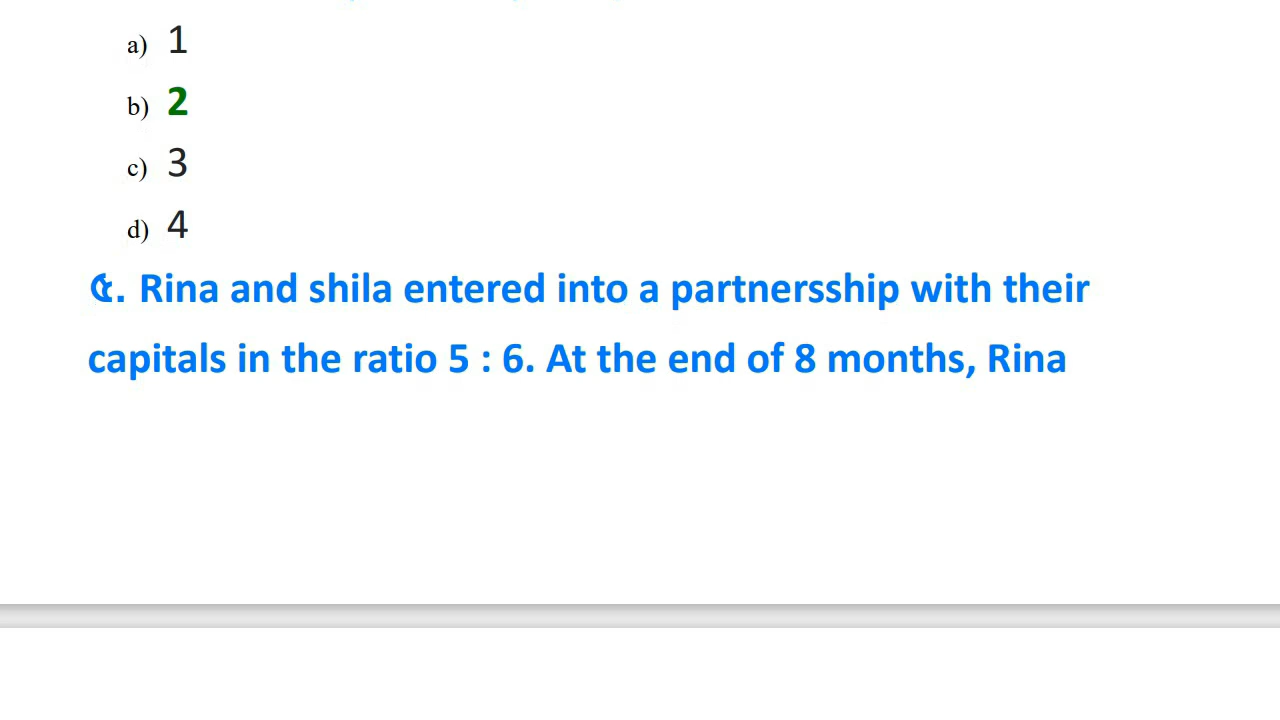 a) 1
b) 2
c) 3
d) 4
৫. Rina and shila entered into a partnersship with their
capitals in the ratio 5 : 6. At the end of 8 months, Rina